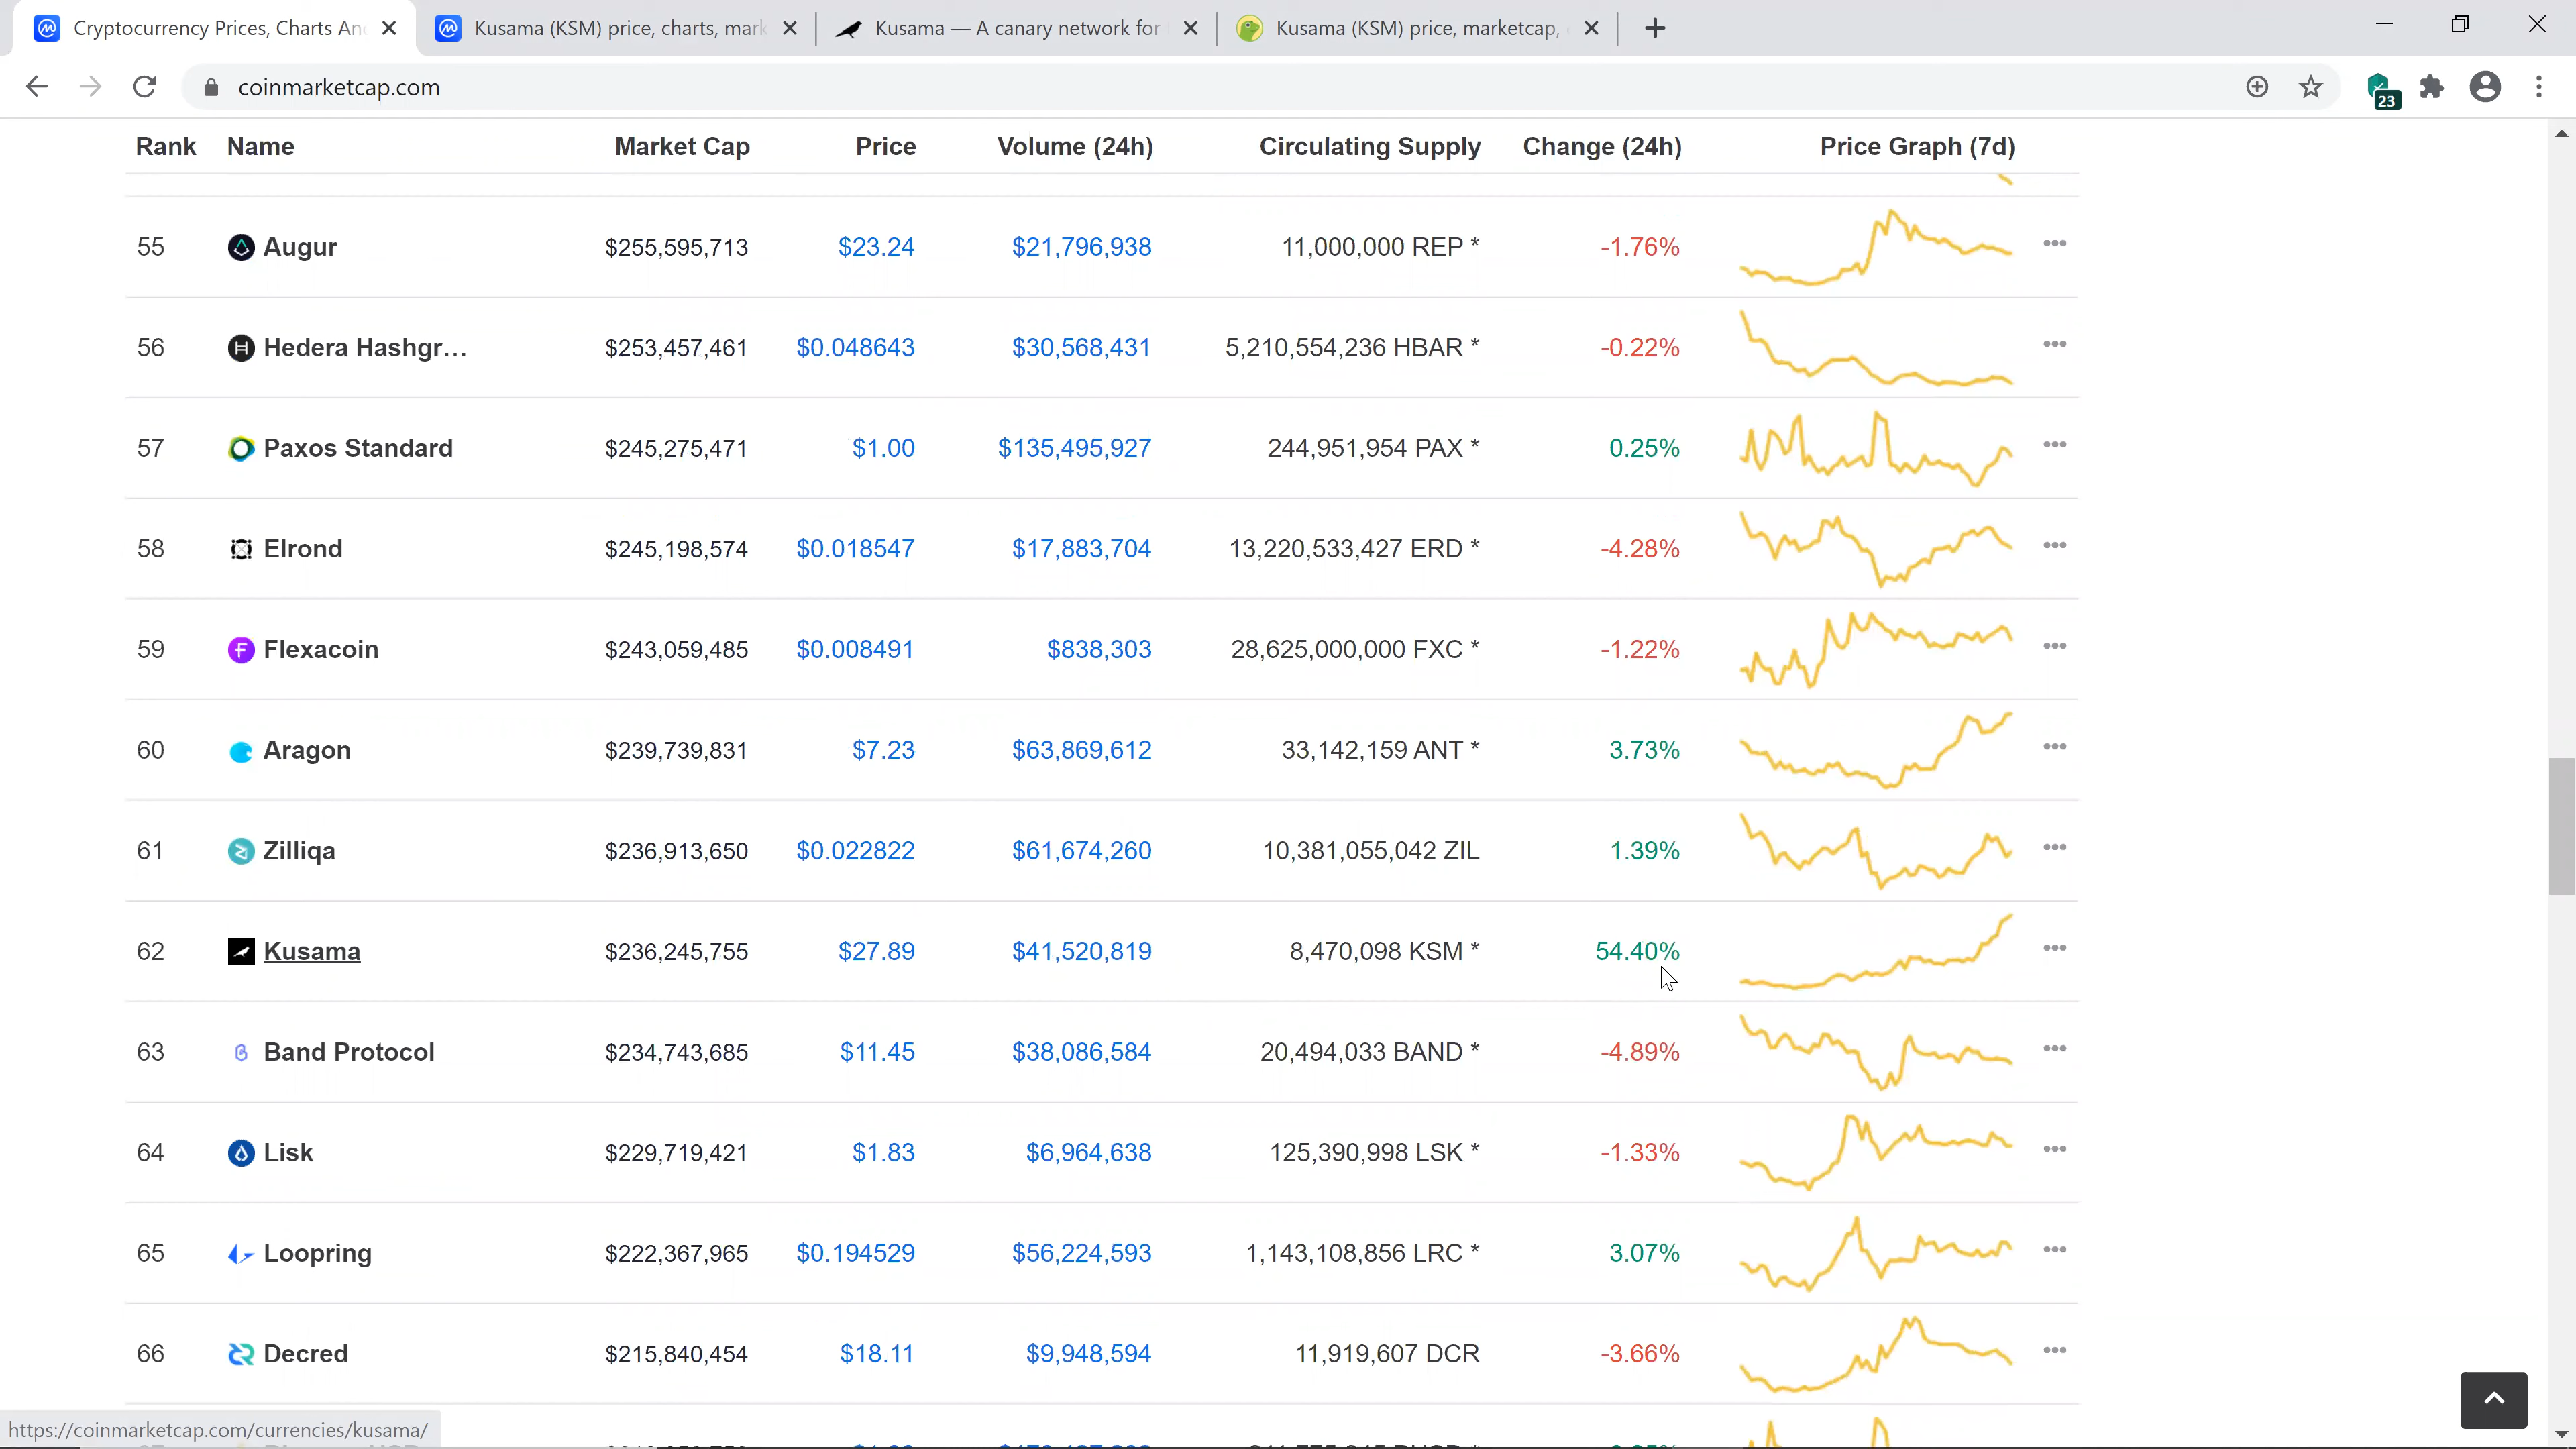 Cryptocurrency Prices, Charts An
Kusama (KSM) price, charts, mark
Kusama — A canary network for
Kusama (KSM) price, marketcap,
coinmarketcap.com
23
Rank Name Market Cap Price Volume (24h) Circulating Supply Change (24h) Price Graph (7d)
55 Augur $255,595,713 $23.24 $21,796,938 11,000,000 REP * -1.76%
56 Hedera Hashgr... $253,457,461 $0.048643 $30,568,431 5,210,554,236 HBAR * -0.22%
57 Paxos Standard $245,275,471 $1.00 $135,495,927 244,951,954 PAX * 0.25%
58 Elrond $245,198,574 $0.018547 $17,883,704 13,220,533,427 ERD * -4.28%
59 Flexacoin $243,059,485 $0.008491 $838,303 28,625,000,000 FXC * -1.22%
60 Aragon $239,739,831 $7.23 $63,869,612 33,142,159 ANT * 3.73%
61 Zilliqa $236,913,650 $0.022822 $61,674,260 10,381,055,042 ZIL 1.39%
62 Kusama $236,245,755 $27.89 $41,520,819 8,470,098 KSM * 54.40%
63 Band Protocol $234,743,685 $11.45 $38,086,584 20,494,033 BAND * -4.89%
64 Lisk $229,719,421 $1.83 $6,964,638 125,390,998 LSK * -1.33%
65 Loopring $222,367,965 $0.194529 $56,224,593 1,143,108,856 LRC * 3.07%
66 Decred $215,840,454 $18.11 $9,948,594 11,919,607 DCR -3.66%
https://coinmarketcap.com/currencies/kusama/